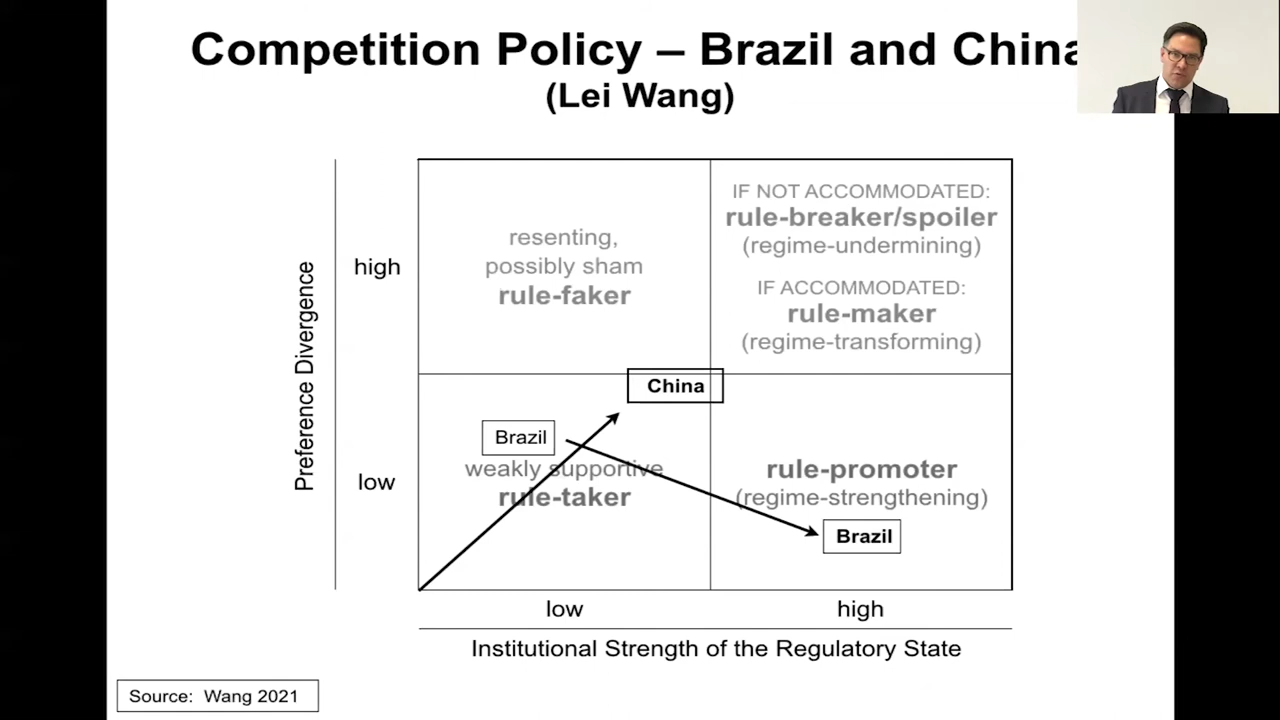 Competition Policy – Brazil and China
(Lei Wang)
Preference Divergence
high
low
resenting,
possibly sham
rule-faker
IF NOT ACCOMMODATED:
rule-breaker/spoiler
(regime-undermining)
IF ACCOMMODATED:
rule-maker
(regime-transforming)
China
Brazil
weakly supportive
rule-taker
rule-promoter
(regime-strengthening)
Brazil
low
high
Institutional Strength of the Regulatory State
Source: Wang 2021